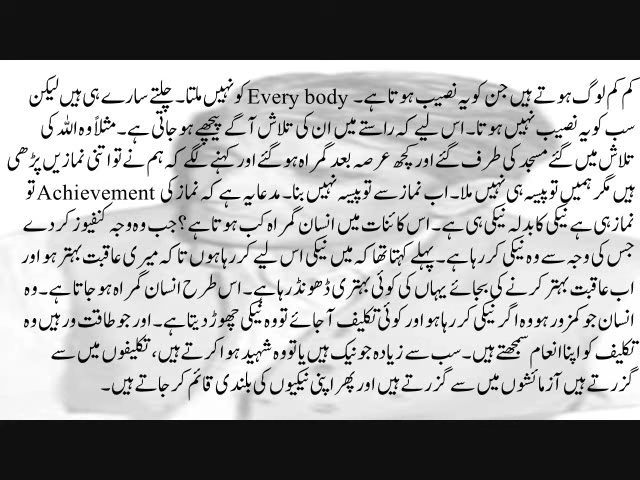 کم کم لوگ ہوتے ہیں جن کو یہ نصیب ہوتا ہے۔ Every body کو نہیں ملتا۔ چلتے سارے ہی ہیں لیکن
سب کو یہ نصیب نہیں ہوتا۔ اس لیے کہ راستے میں ان کی تلاش آگے پیچھے ہو جاتی ہے۔ مثلاً وہ اللہ کی
تلاش میں گئے مسجد کی طرف گئے اور کچھ عرصہ بعد گمراہ ہو گئے اور کہنے لگے کہ ہم نے تو اتنی نمازیں پڑھی
ہیں مگر ہمیں تو پیسہ ہی نہیں ملا۔ اب نماز سے تو پیسہ نہیں بنا۔ مدعا یہ ہے کہ نماز کی Achievement تو
نماز ہی ہے نیکی کا بدلہ نیکی ہی ہے۔ اس کائنات میں انسان گمراہ کب ہوتا ہے؟ جب وہ وجہ کنفیوز کر دے
جس کی وجہ سے وہ نیکی کر رہا ہے۔ پہلے کہتا تھا کہ میں نیکی اس لیے کر رہا ہوں تا کہ میری عاقبت بہتر ہو اور
اب عاقبت بہتر کرنے کی بجائے یہاں کی کوئی بہتری ڈھونڈ رہا ہے۔ اس طرح انسان گمراہ ہو جاتا ہے۔ وہ
انسان جو کمزور ہو وہ اگر نیکی کر رہا ہو اور کوئی تکلیف آ جائے تو وہ نیکی چھوڑ دیتا ہے۔ اور جو طاقت ور ہیں وہ
تکلیف کو اپنا انعام سمجھتے ہیں۔ سب سے زیادہ جو نیک ہیں یا تو وہ شہید ہوا کرتے ہیں، تکلیفوں میں سے
گزرتے ہیں آزمائشوں میں سے گزرتے ہیں اور پھر اپنی نیکیوں کی بلندی قائم کر جاتے ہیں۔